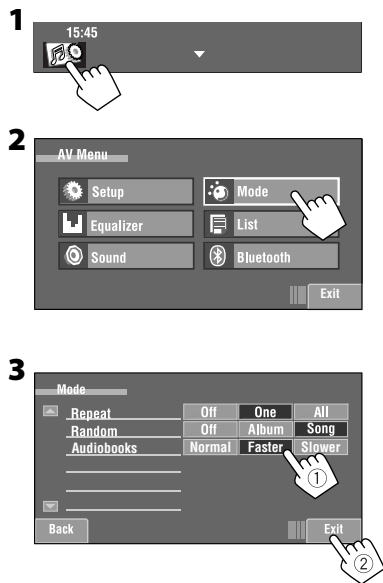 1
15:45
2
AV Menu
Setup Mode
Equalizer List
Sound Bluetooth
Exit
3
Mode
Repeat Off One All
Random Off Album Song
Audiobooks Normal Faster Slower
①
Back Exit
②